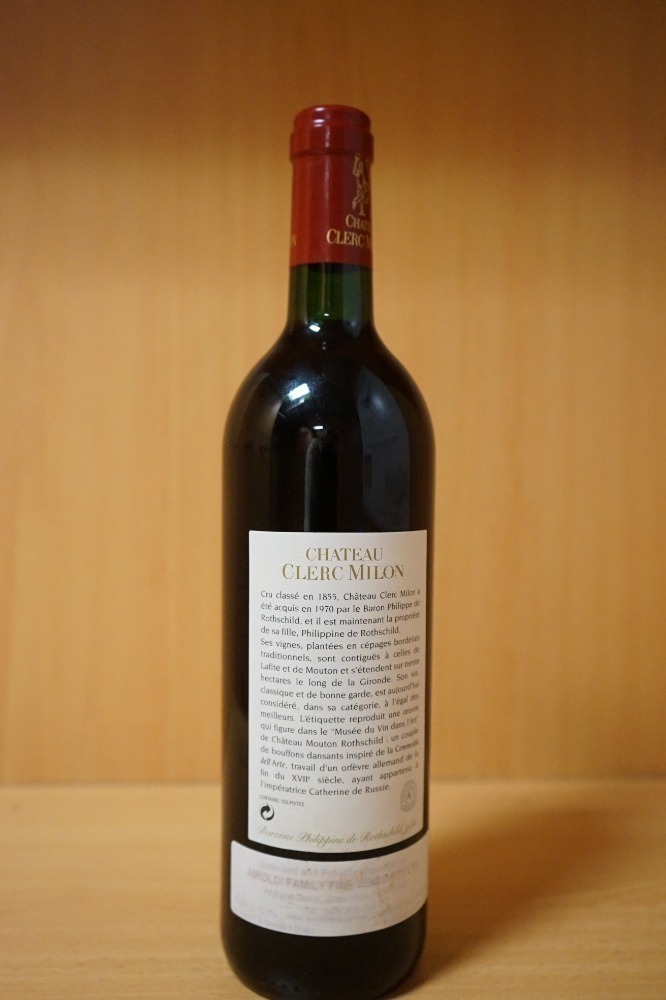 CHAT
CLERC M
N
CHATEAU
CLERC MILON
Cru classé en 1855, Château Clerc Milon a
été acquis en 1970 par le Baron Philippe de
Rothschild, et il est maintenant la propriété
de sa fille, Philippine de Rothschild.
Ses vignes, plantées en cépages bordelais
traditionnels, sont contiguës à celles de
Lafite et de Mouton et s'étendent sur trente
hectares le long de la Gironde. Son vin,
classique et de bonne garde, est aujourd'hui
considéré, dans sa catégorie, à l'égal des
meilleurs. L'étiquette reproduit une œuvre
qui figure dans le "Musée du Vin dans l'Art"
de Château Mouton Rothschild : un couple
de bouffons dansants inspiré de la Commedia
dell'Arte, travail d'un orfèvre allemand de la
fin du XVIIe siècle, ayant appartenu à
l'impératrice Catherine de Russie.
CONTAINS SULPHITES
Baronne Philippine de Rothschild
AIROLDI FAMILY FINE WINE